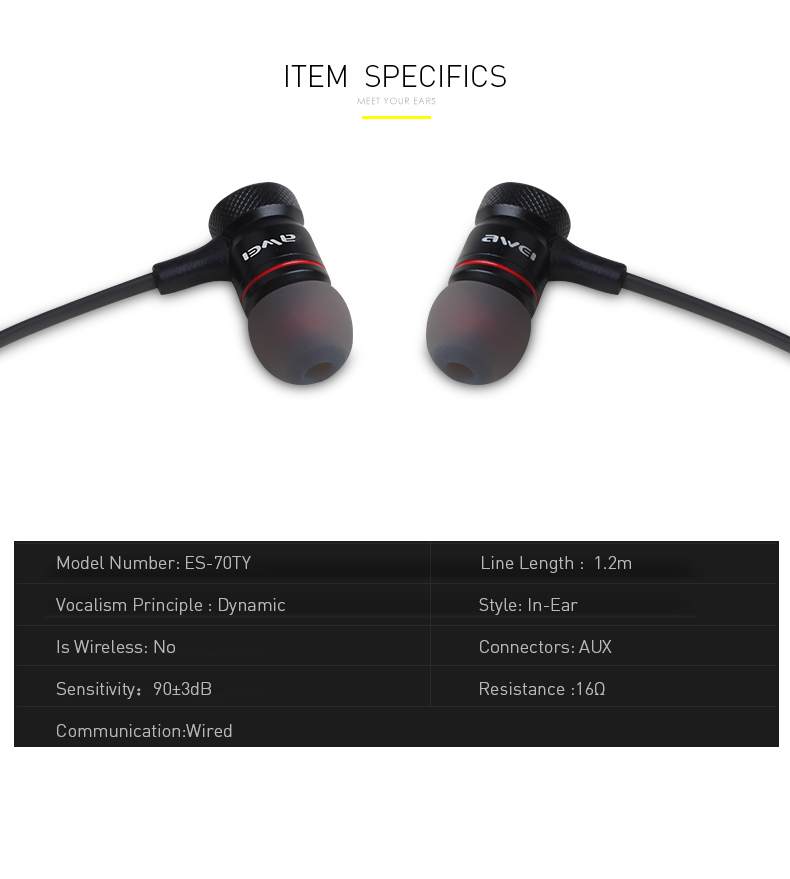 ITEM SPECIFICS
MEET YOUR EARS
awei
awei
Model Number: ES-70TY
Line Length : 1.2m
Vocalism Principle : Dynamic
Style: In-Ear
Is Wireless: No
Connectors: AUX
Sensitivity：90±3dB
Resistance :16Ω
Communication:Wired